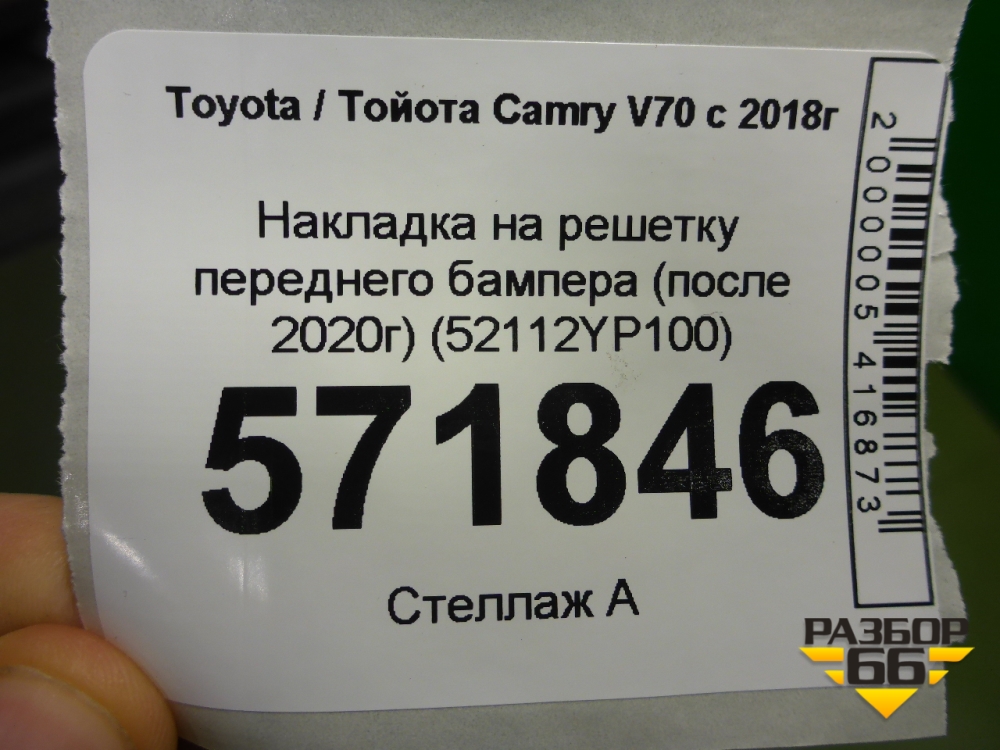 Toyota / Тойота Camry V70 с 2018г
Накладка на решетку
переднего бампера (после
2020г) (52112YP100)
571846
Стеллаж А
2000005416873
РАЗБОР
66